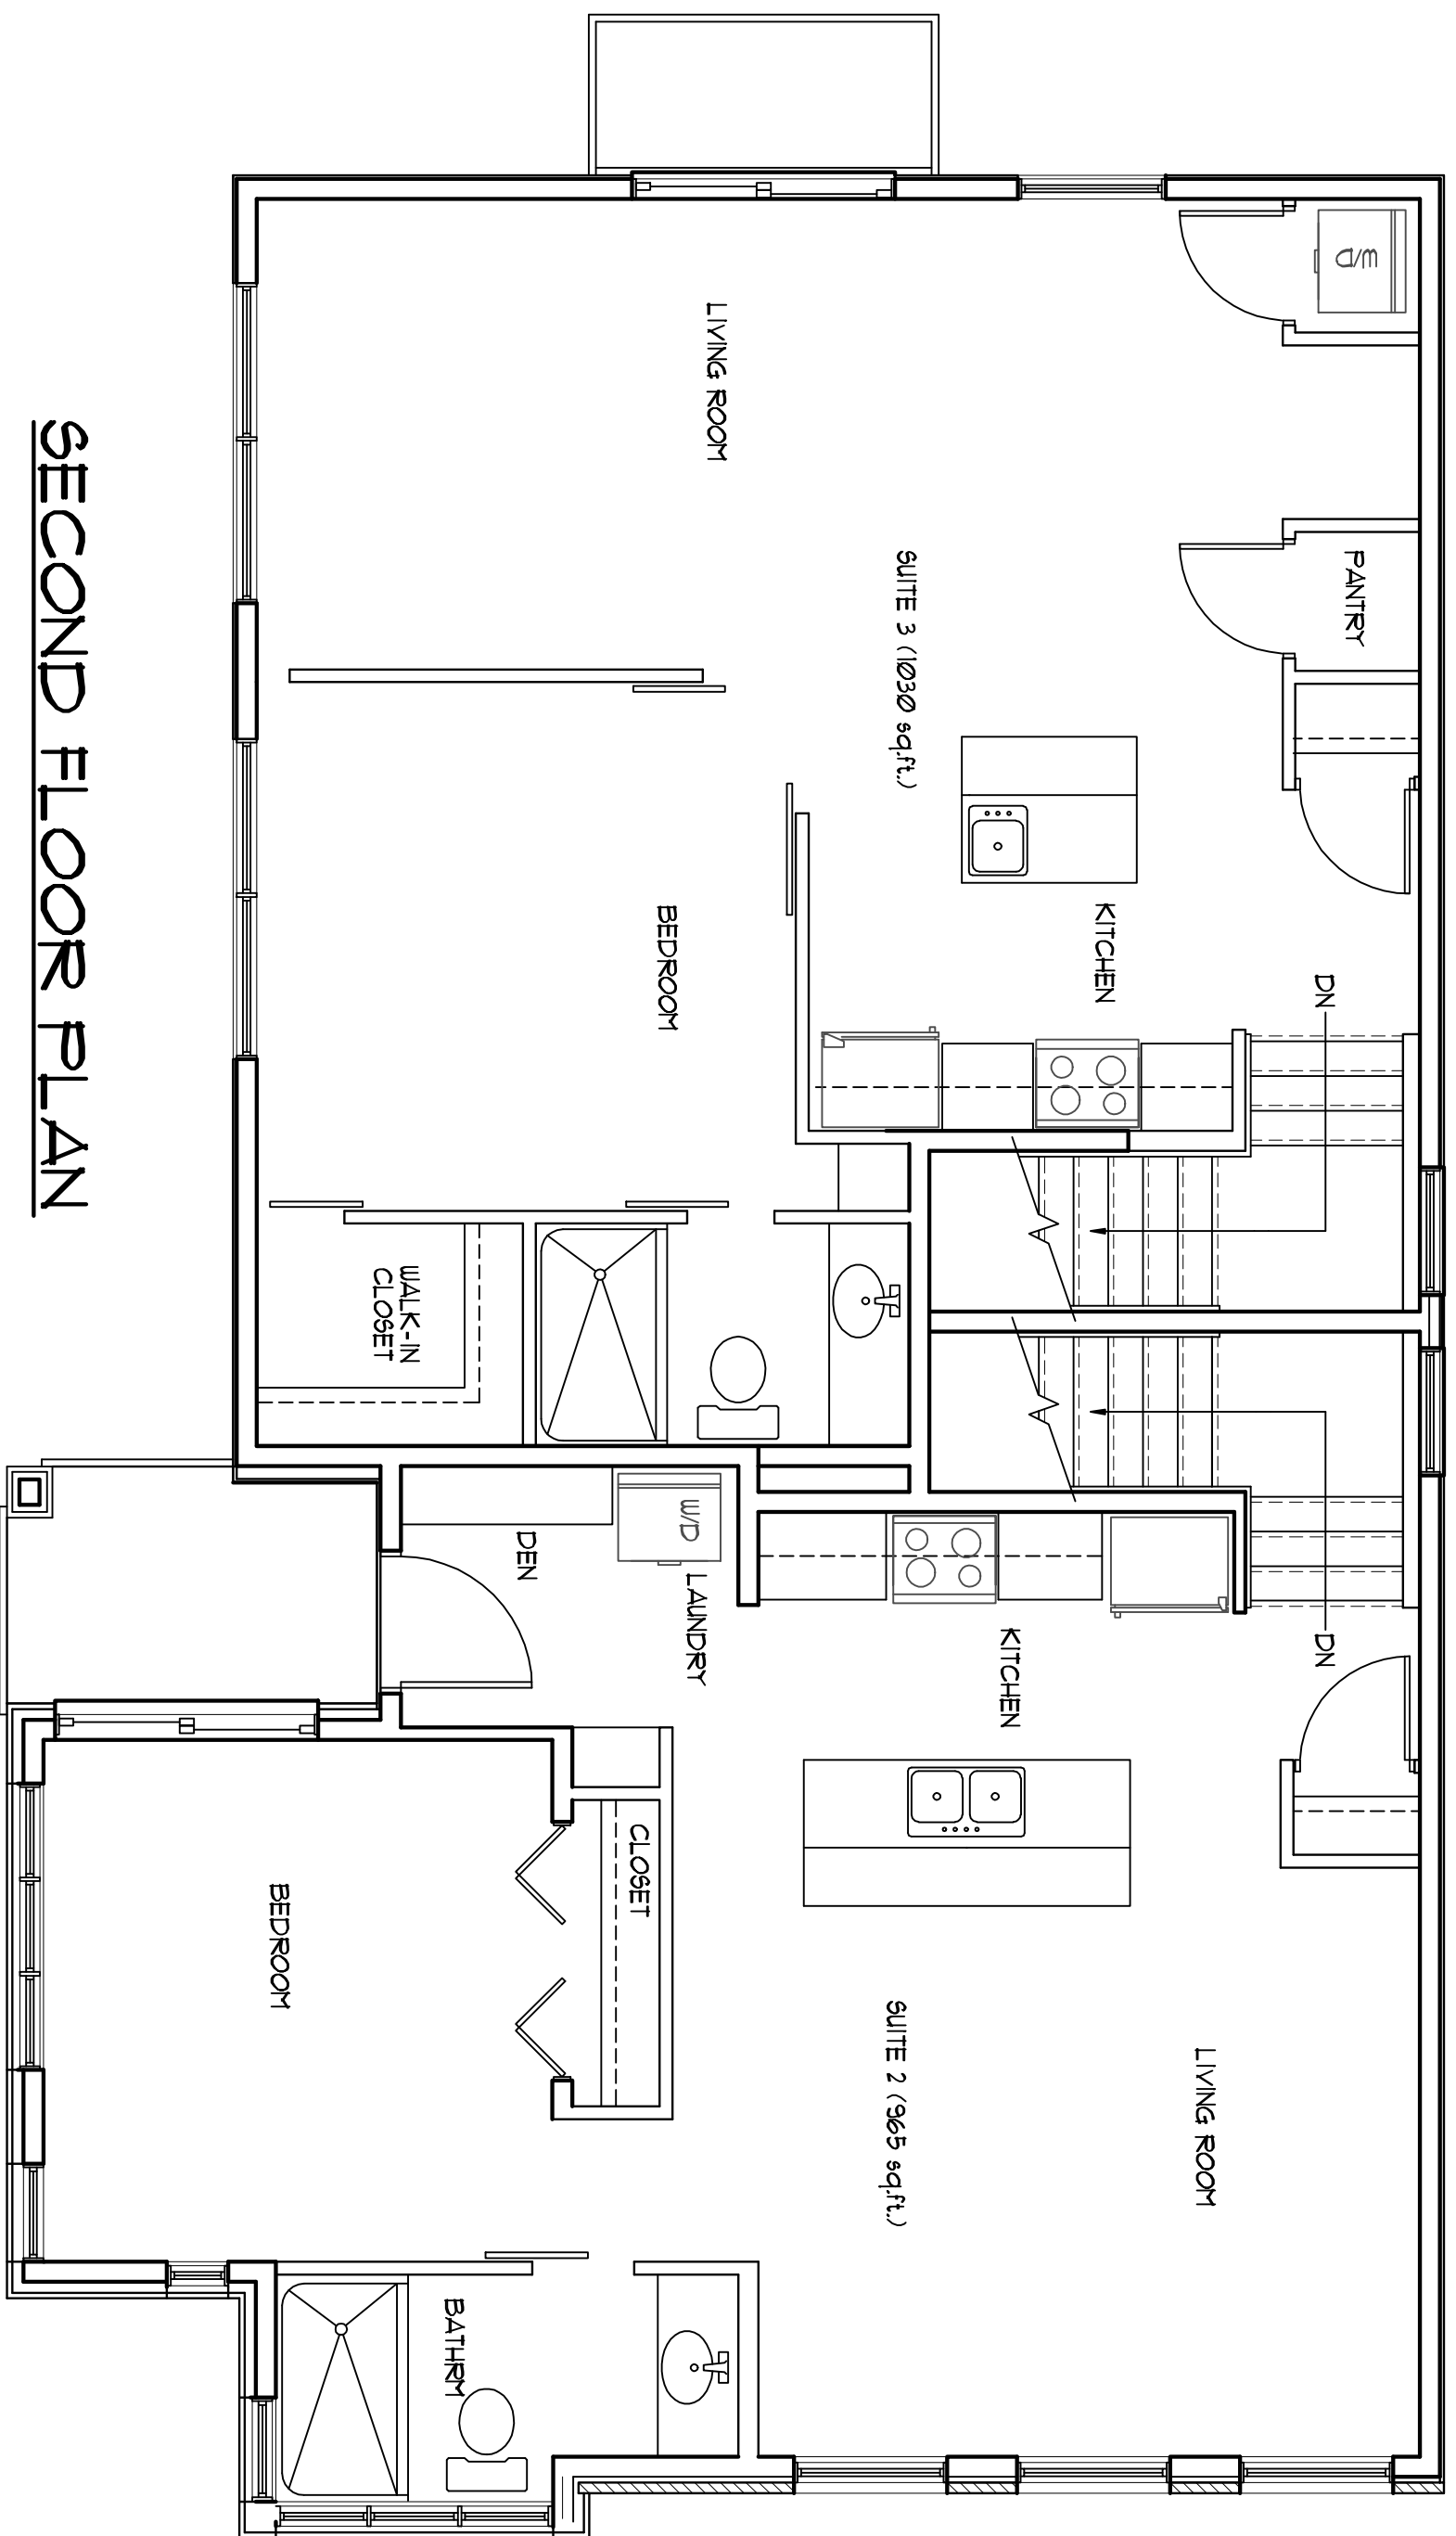 W/D
PANTRY
LIVING ROOM
SUITE 3 (1030 sq.ft.)
KITCHEN
DN
BEDROOM
WALK-IN
CLOSET
DN
KITCHEN
W/D
LAUNDRY
DEN
CLOSET
BEDROOM
LIVING ROOM
SUITE 2 (965 sq.ft.)
BATHRM
SECOND FLOOR PLAN